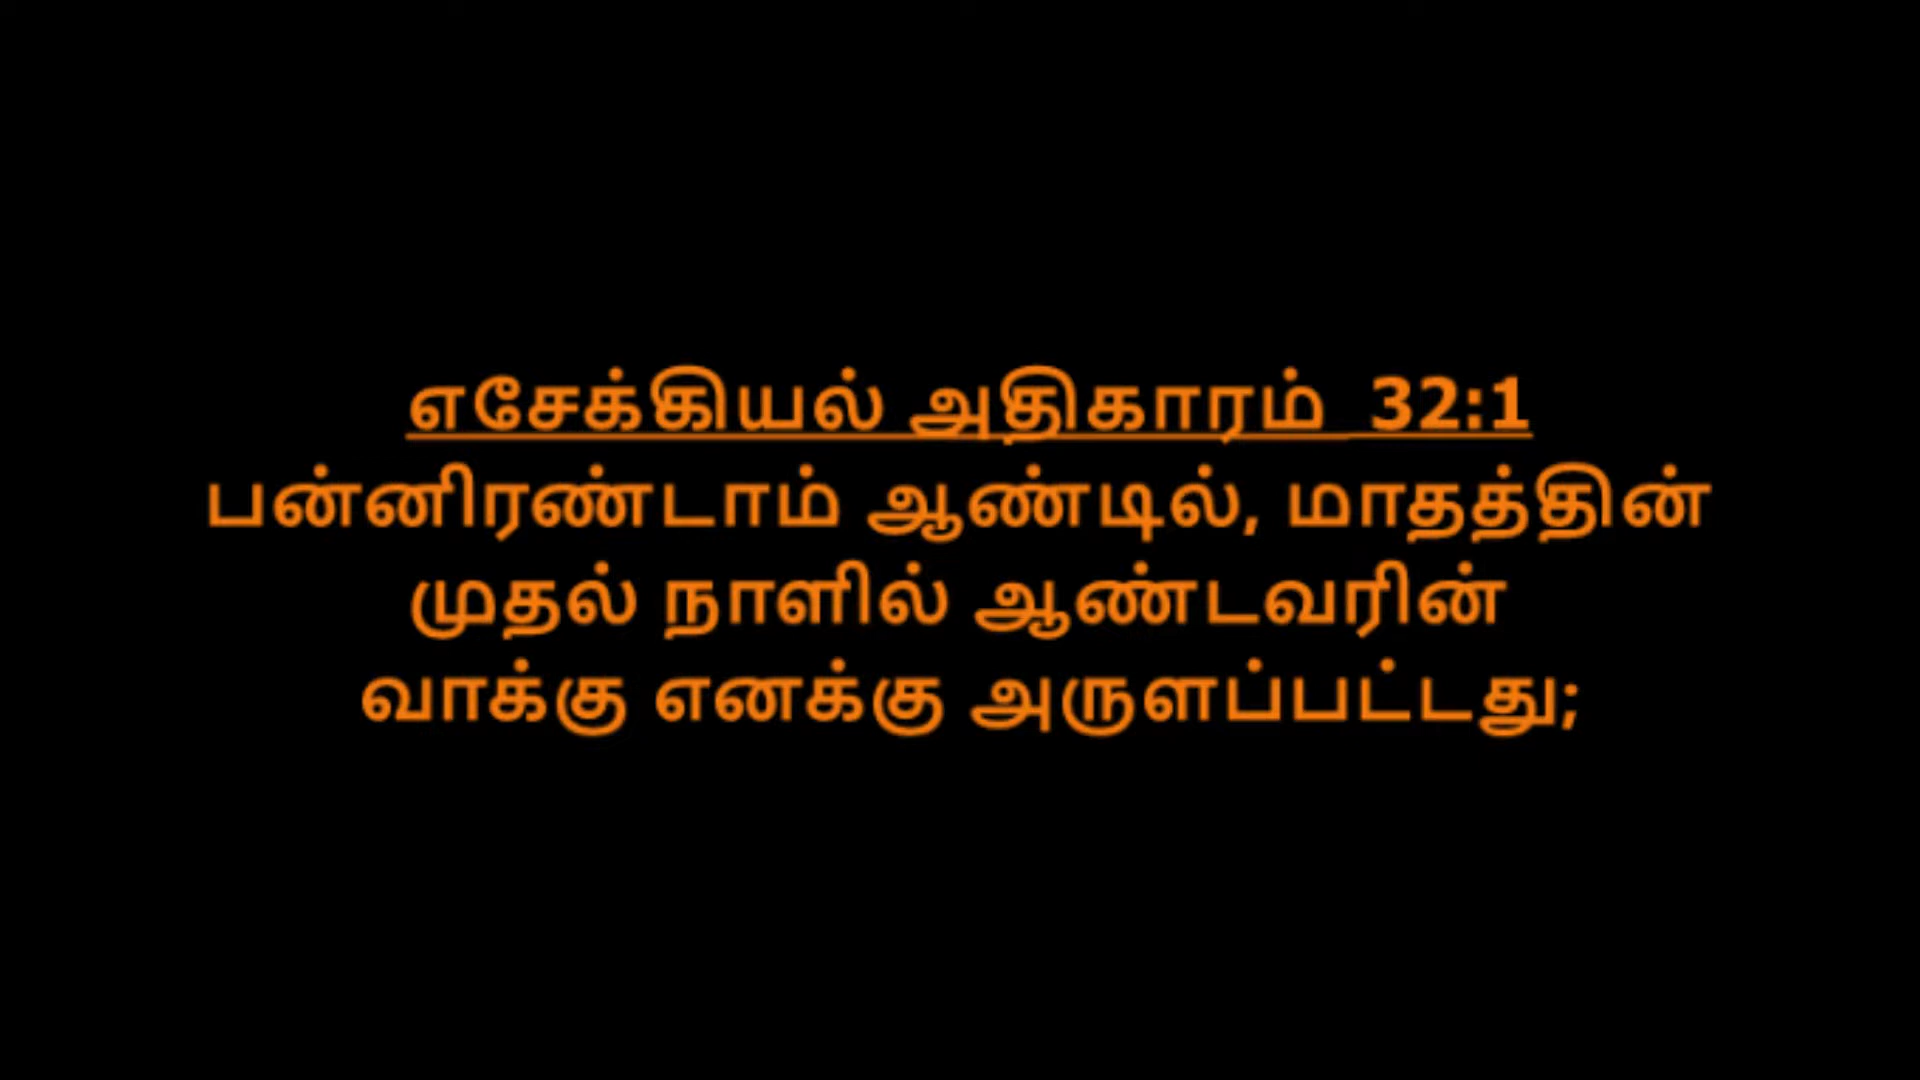 எசேக்கியல் அதிகாரம்  32:1
பன்னிரண்டாம் ஆண்டில், மாதத்தின்
முதல் நாளில் ஆண்டவரின்
வாக்கு எனக்கு அருளப்பட்டது;